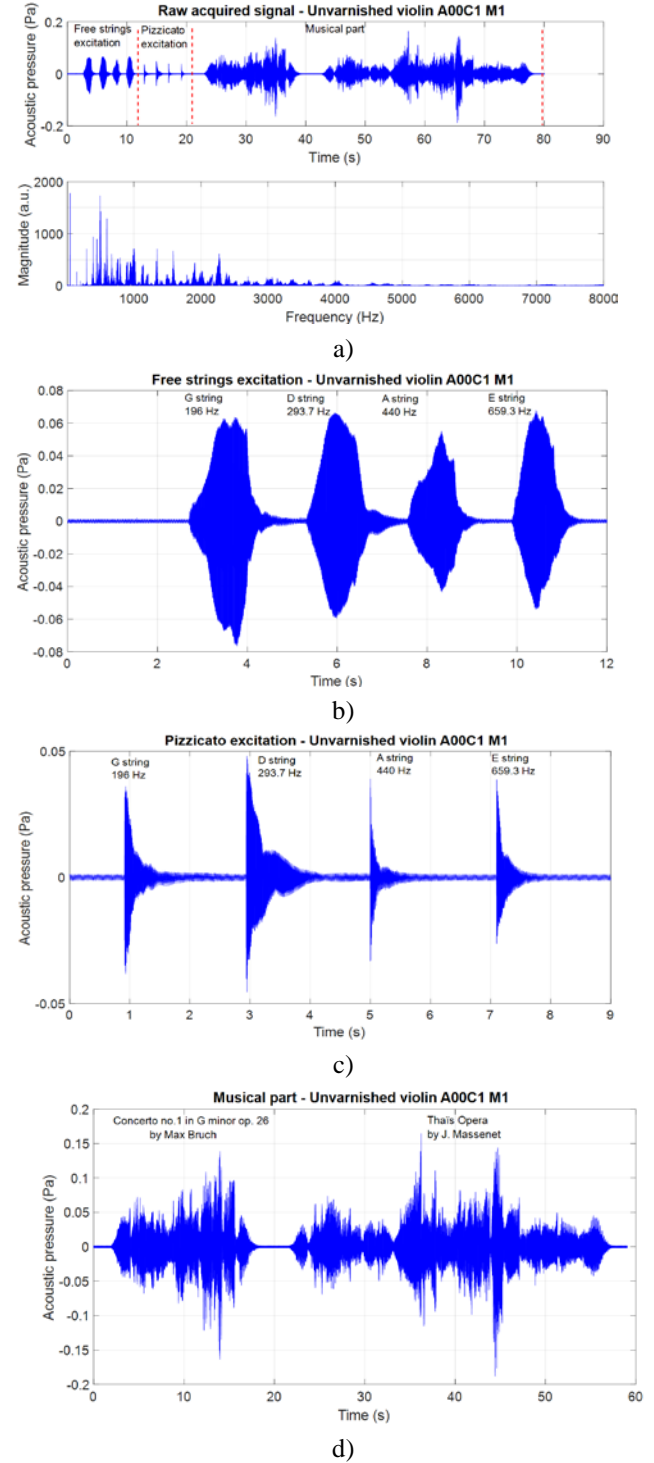 Raw acquired signal - Unvarnished violin A00C1 M1
Free strings excitation
Pizzicato excitation
Musical part
Acoustic pressure (Pa)
0.2
0
-0.2
0 10 20 30 40 50 60 70 80 90
Time (s)
Magnitude (a.u.)
2000
1000
0
1000 2000 3000 4000 5000 6000 7000 8000
Frequency (Hz)
a)
Free strings excitation - Unvarnished violin A00C1 M1
G string D string A string E string
196 Hz 293.7 Hz 440 Hz 659.3 Hz
Acoustic pressure (Pa)
0.08
0.06
0.04
0.02
0
-0.02
-0.04
-0.06
-0.08
0 2 4 6 8 10 12
Time (s)
b)
Pizzicato excitation - Unvarnished violin A00C1 M1
G string D string A string E string
196 Hz 293.7 Hz 440 Hz 659.3 Hz
Acoustic pressure (Pa)
0.05
0
-0.05
0 1 2 3 4 5 6 7 8 9
Time (s)
c)
Musical part - Unvarnished violin A00C1 M1
Concerto no.1 in G minor op. 26
by Max Bruch
Thaïs Opera
by J. Massenet
Acoustic pressure (Pa)
0.2
0.15
0.1
0.05
0
-0.05
-0.1
-0.15
-0.2
0 10 20 30 40 50 60
Time (s)
d)